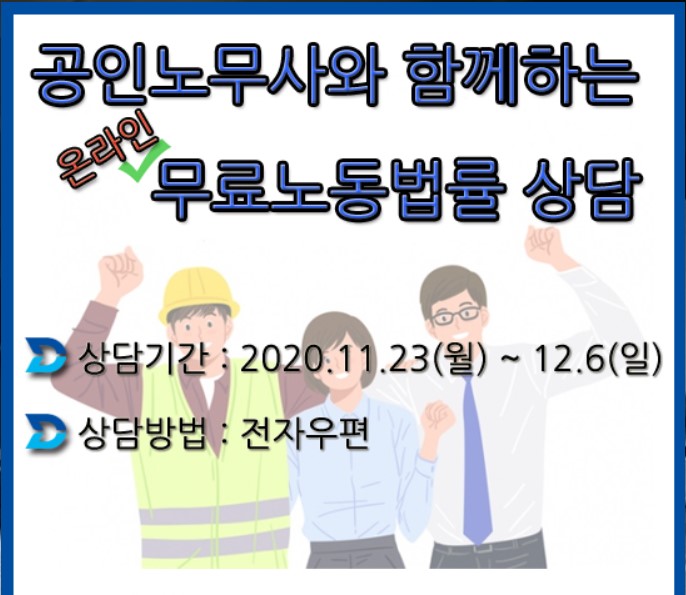 공인노무사와 함께하는
온라인
무료노동법률 상담
상담기간 : 2020.11.23(월) ~ 12.6(일)
상담방법 : 전자우편